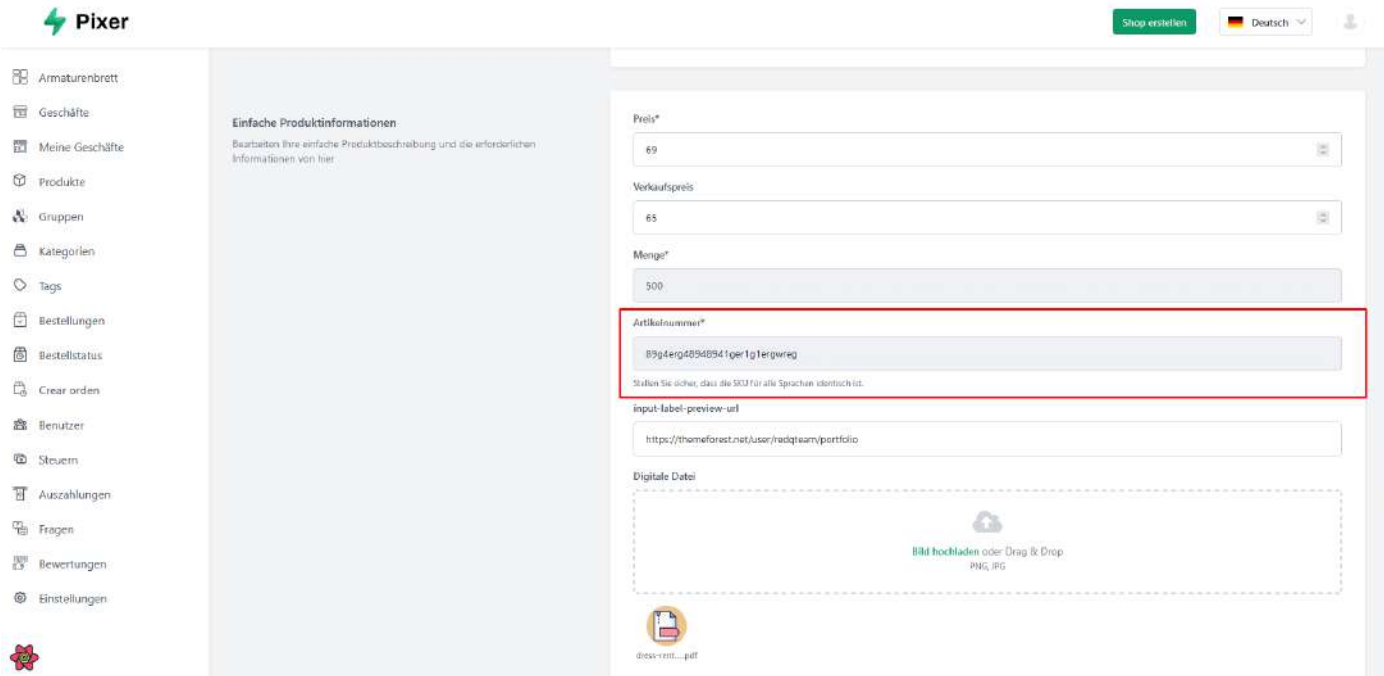 Pixer
Shop erstellen
Deutsch
Armaturenbrett
Geschäfte
Meine Geschäfte
Produkte
Gruppen
Kategorien
Tags
Bestellungen
Bestellstatus
Crear orden
Benutzer
Steuern
Auszahlungen
Fragen
Bewertungen
Einstellungen
Einfache Produktinformationen
Bearbeiten Ihre einfache Produktbeschreibung und die erforderlichen
Informationen von hier
Preis*
69
Verkaufspreis
65
Menge*
500
Artikelnummer*
89g4erg48948941ger1g1ergwreg
Stellen Sie sicher, dass die SKU für alle Sprachen identisch ist.
input-label-preview-url
https://themeforest.net/user/redqteam/portfolio
Digitale Datei
Bild hochladen oder Drag & Drop
PNG, JPG
dress-rent....pdf